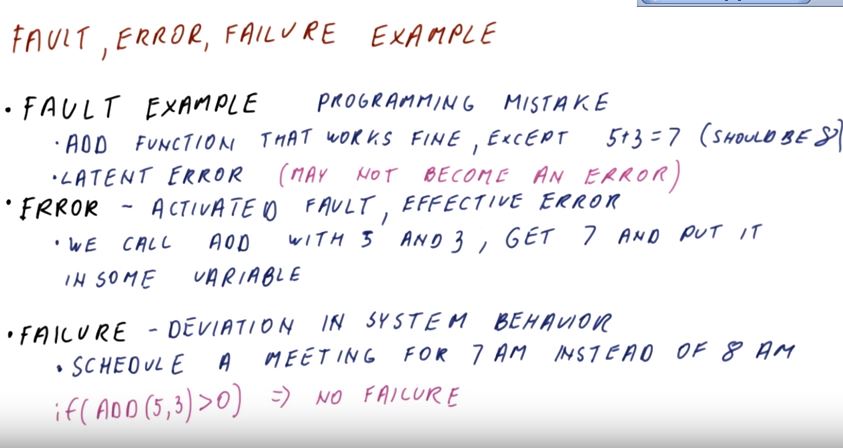 FAULT, ERROR, FAILURE EXAMPLE
• FAULT EXAMPLE PROGRAMMING MISTAKE
• ADD FUNCTION THAT WORKS FINE, EXCEPT 5+3=7 (SHOULD BE 8)
• LATENT ERROR (MAY NOT BECOME AN ERROR)
• ERROR - ACTIVATED FAULT, EFFECTIVE ERROR
• WE CALL ADD WITH 5 AND 3, GET 7 AND PUT IT
IN SOME VARIABLE
• FAILURE - DEVIATION IN SYSTEM BEHAVIOR
• SCHEDULE A MEETING FOR 7 AM INSTEAD OF 8 AM
if(ADD(5,3)>0) => NO FAILURE